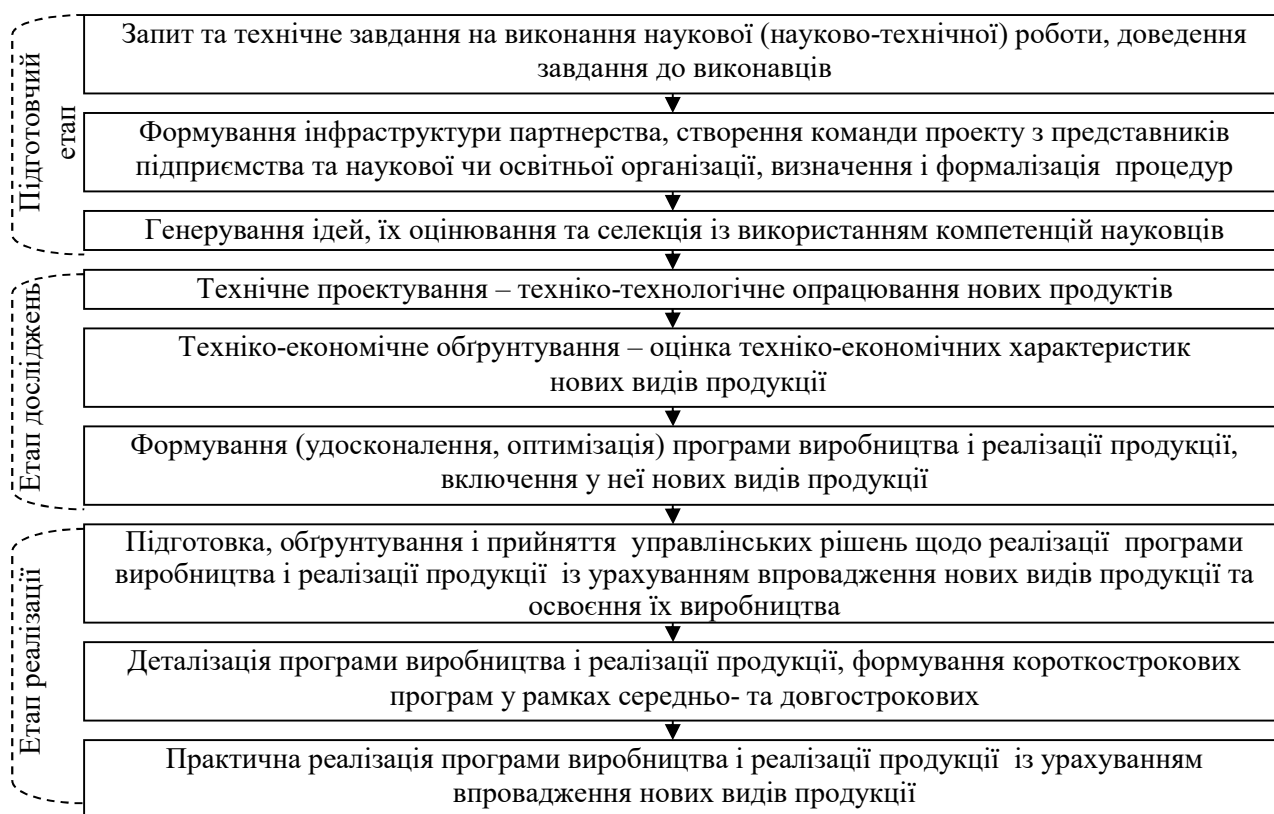 Підготовчий
етап
Запит та технічне завдання на виконання наукової (науково-технічної) роботи, доведення
завдання до виконавців
Формування інфраструктури партнерства, створення команди проекту з представників
підприємства та наукової чи освітньої організації, визначення і формалізація процедур
Генерування ідей, їх оцінювання та селекція із використанням компетенцій науковців
Етап досліджень
Технічне проектування – техніко-технологічне опрацювання нових продуктів
Техніко-економічне обґрунтування – оцінка техніко-економічних характеристик
нових видів продукції
Формування (удосконалення, оптимізація) програми виробництва і реалізації продукції,
включення у неї нових видів продукції
Етап реалізації
Підготовка, обґрунтування і прийняття управлінських рішень щодо реалізації програми
виробництва і реалізації продукції із урахуванням впровадження нових видів продукції та
освоєння їх виробництва
Деталізація програми виробництва і реалізації продукції, формування короткострокових
програм у рамках середньо- та довгострокових
Практична реалізація програми виробництва і реалізації продукції із урахуванням
впровадження нових видів продукції